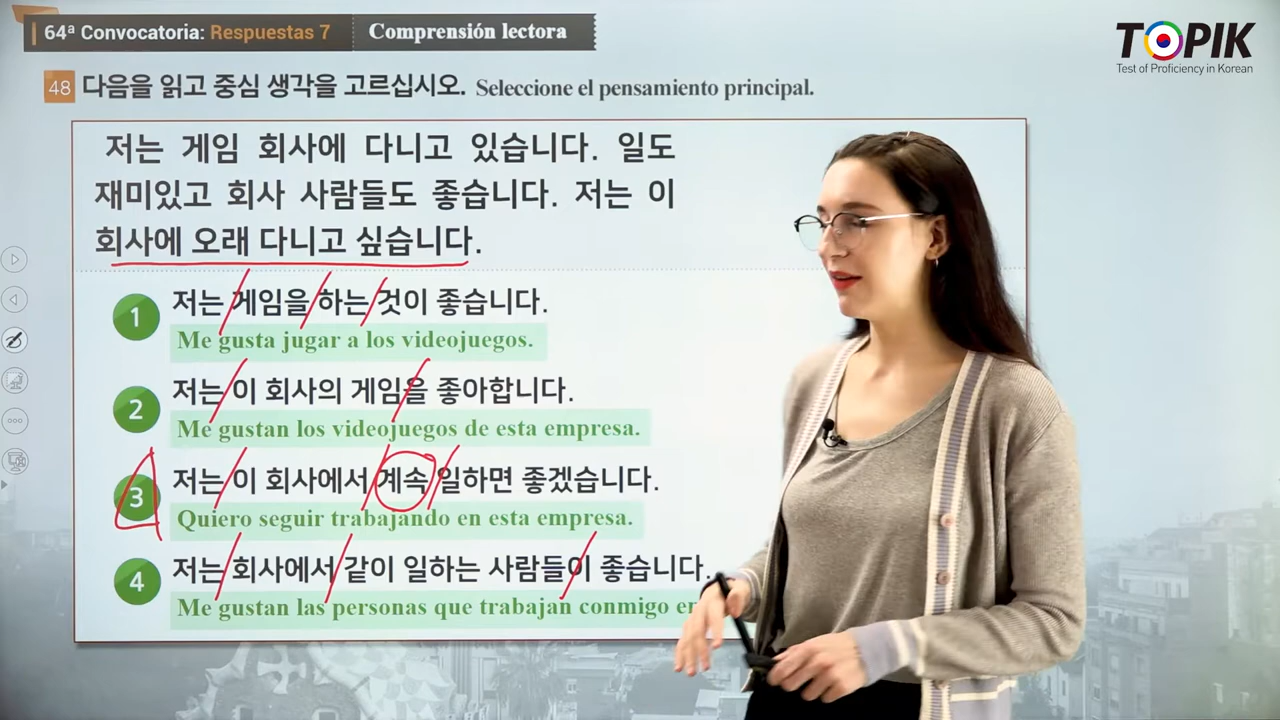 64ª Convocatoria: Respuestas 7 Comprensión lectora
TOPIK
Test of Proficiency in Korean
48 다음을 읽고 중심 생각을 고르십시오. Seleccione el pensamiento principal.
저는 게임 회사에 다니고 있습니다. 일도
재미있고 회사 사람들도 좋습니다. 저는 이
회사에 오래 다니고 싶습니다.
1 저는 게임을 하는 것이 좋습니다.
Me gusta jugar a los videojuegos.
2 저는 이 회사의 게임을 좋아합니다.
Me gustan los videojuegos de esta empresa.
3 저는 이 회사에서 계속 일하면 좋겠습니다.
Quiero seguir trabajando en esta empresa.
4 저는 회사에서 같이 일하는 사람들이 좋습니다.
Me gustan las personas que trabajan conmigo